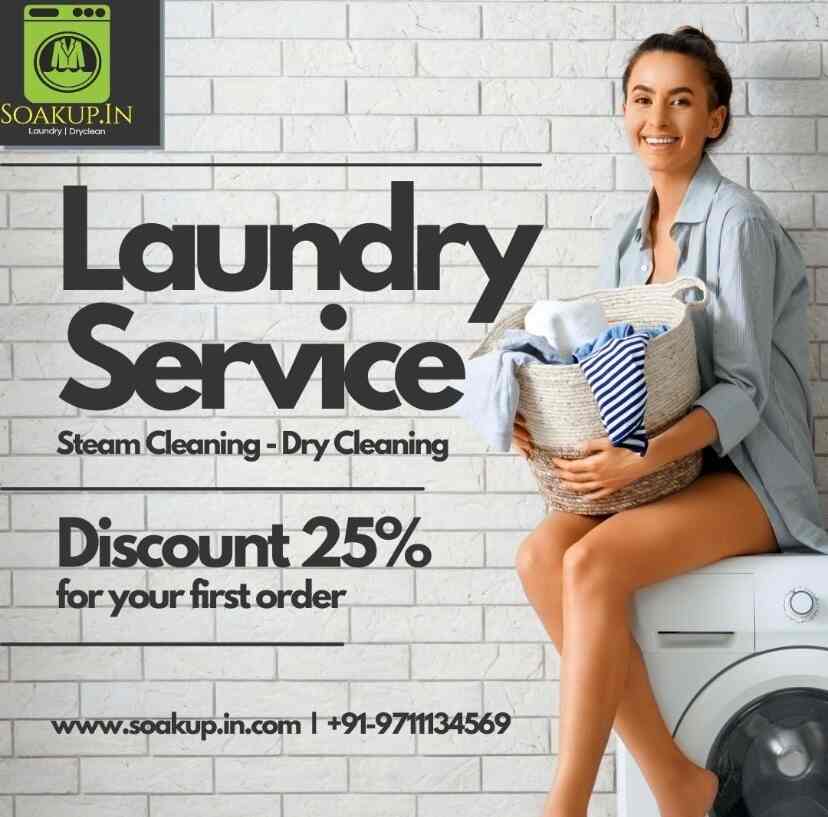 SOAKUP.IN
Laundry | Dryclean
Laundry
Service
Steam Cleaning - Dry Cleaning
Discount 25%
for your first order
www.soakup.in.com | +91-9711134569